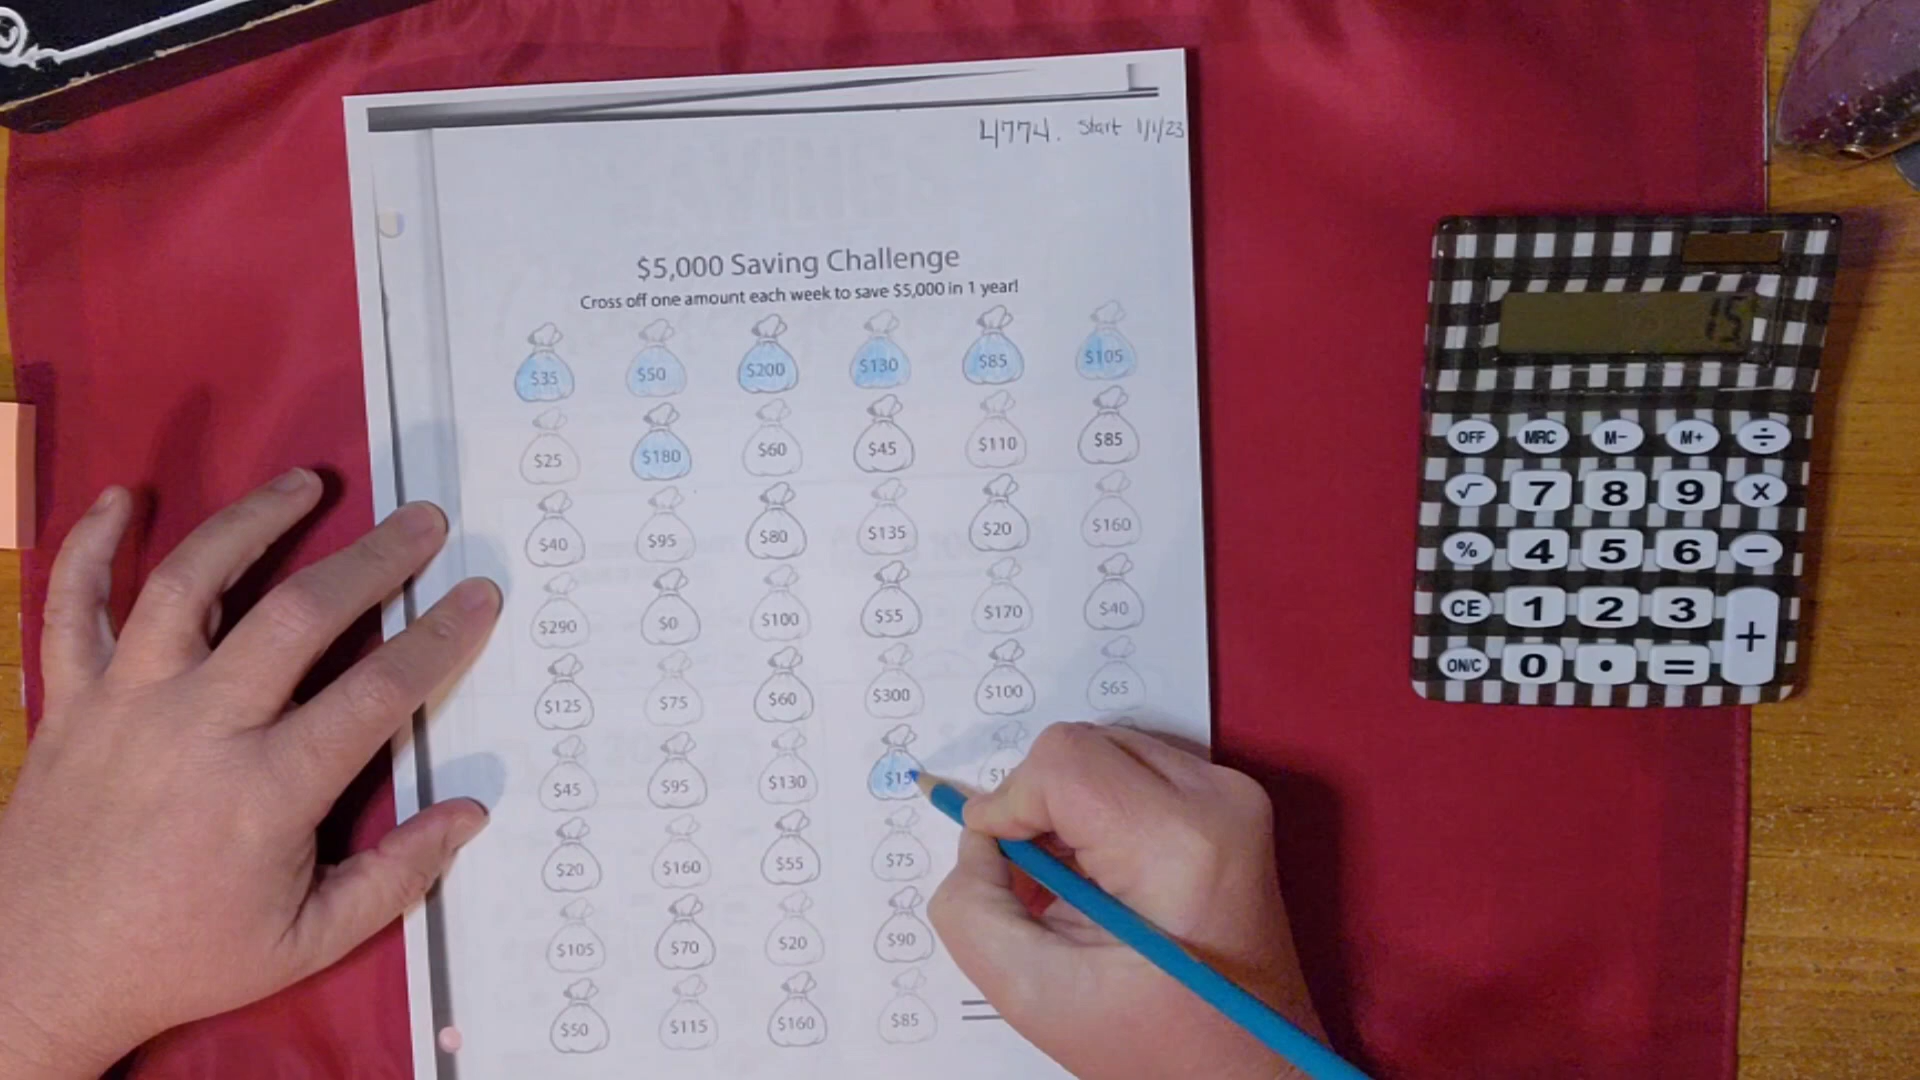 4774. Start 1/1/23
$5,000 Saving Challenge
Cross off one amount each week to save $5,000 in 1 year!
$35 $50 $200 $130 $85 $105
$25 $180 $60 $45 $110 $85
$40 $95 $80 $135 $20 $160
$290 $0 $100 $55 $170 $40
$125 $75 $60 $300 $100 $65
$45 $95 $130 $15
$20 $160 $55 $75
$105 $70 $20 $90
$50 $115 $160 $85
15
OFF MRC M- M+ ÷
√ 7 8 9 X
% 4 5 6 −
CE 1 2 3 +
ON/C 0 • =